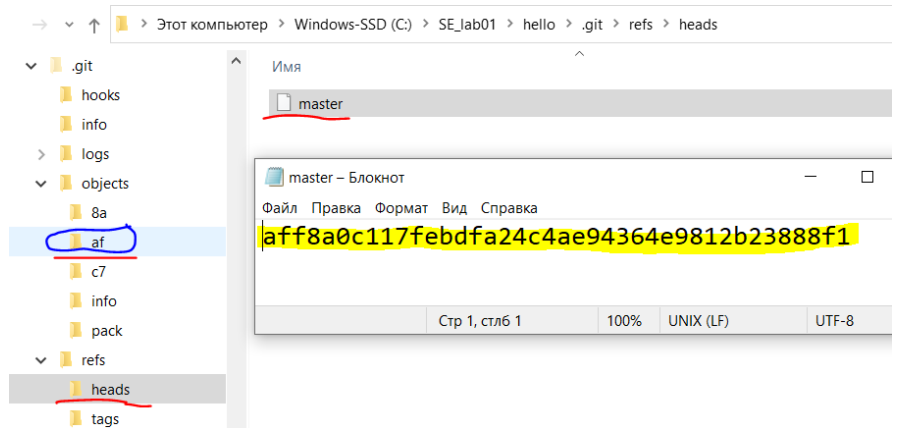 Этот компьютер > Windows-SSD (C:) > SE_lab01 > hello > .git > refs > heads
.git
hooks
info
logs
objects
8a
af
c7
info
pack
refs
heads
tags
Имя
master
master – Блокнот
Файл Правка Формат Вид Справка
aff8a0c117febdfa24c4ae94364e9812b23888f1
Стр 1, стлб 1 100% UNIX (LF) UTF-8